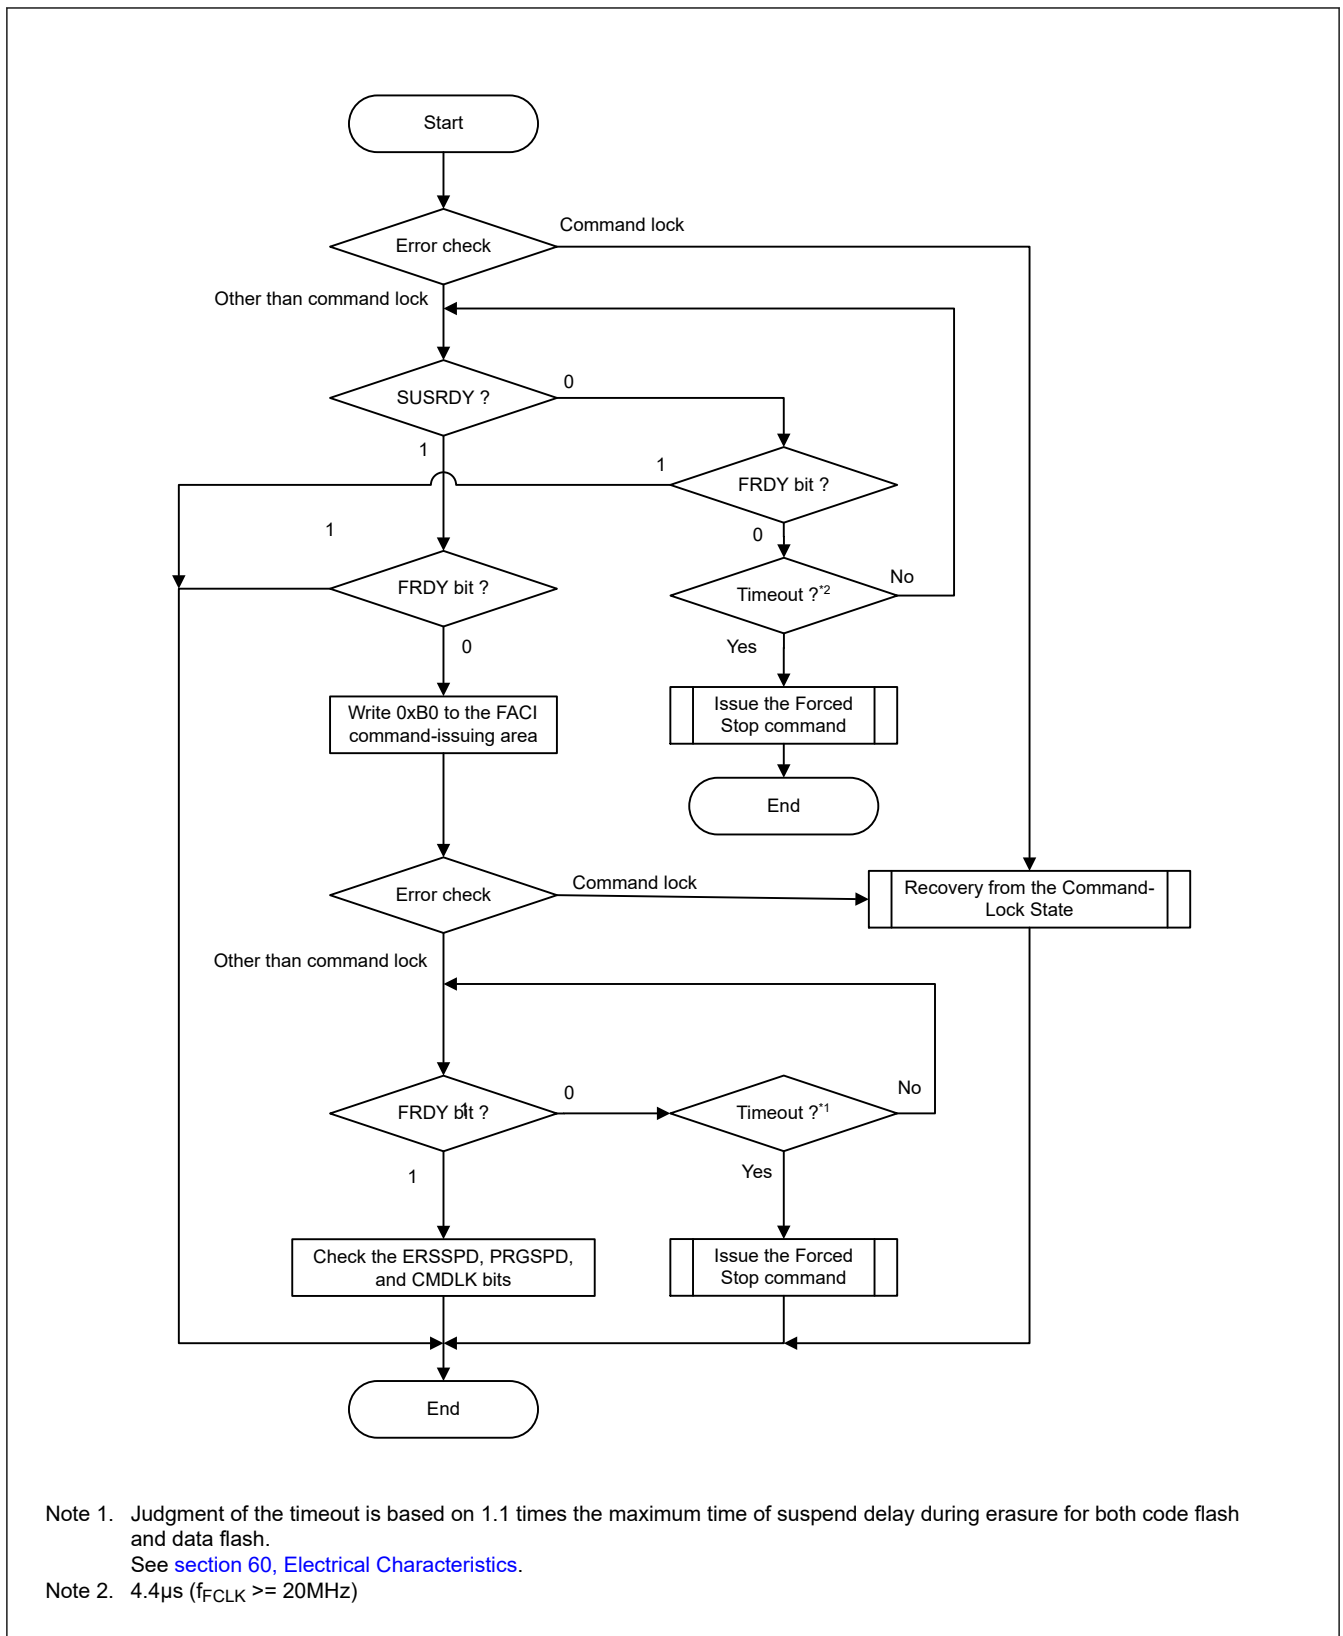 Start
Error check
Command lock
Other than command lock
SUSRDY ?
0
1
1
FRDY bit ?
1
0
FRDY bit ?
Timeout ?*2
No
0
Yes
Write 0xB0 to the FACI
command-issuing area
Issue the Forced
Stop command
End
Error check
Command lock
Recovery from the Command-
Lock State
Other than command lock
FRDY bit ?
1
0
Timeout ?*1
No
1
Yes
Check the ERSSPD, PRGSPD,
and CMDLK bits
Issue the Forced
Stop command
End
Note 1. Judgment of the timeout is based on 1.1 times the maximum time of suspend delay during erasure for both code flash
and data flash.
See section 60, Electrical Characteristics.
Note 2. 4.4µs (fFCLK >= 20MHz)